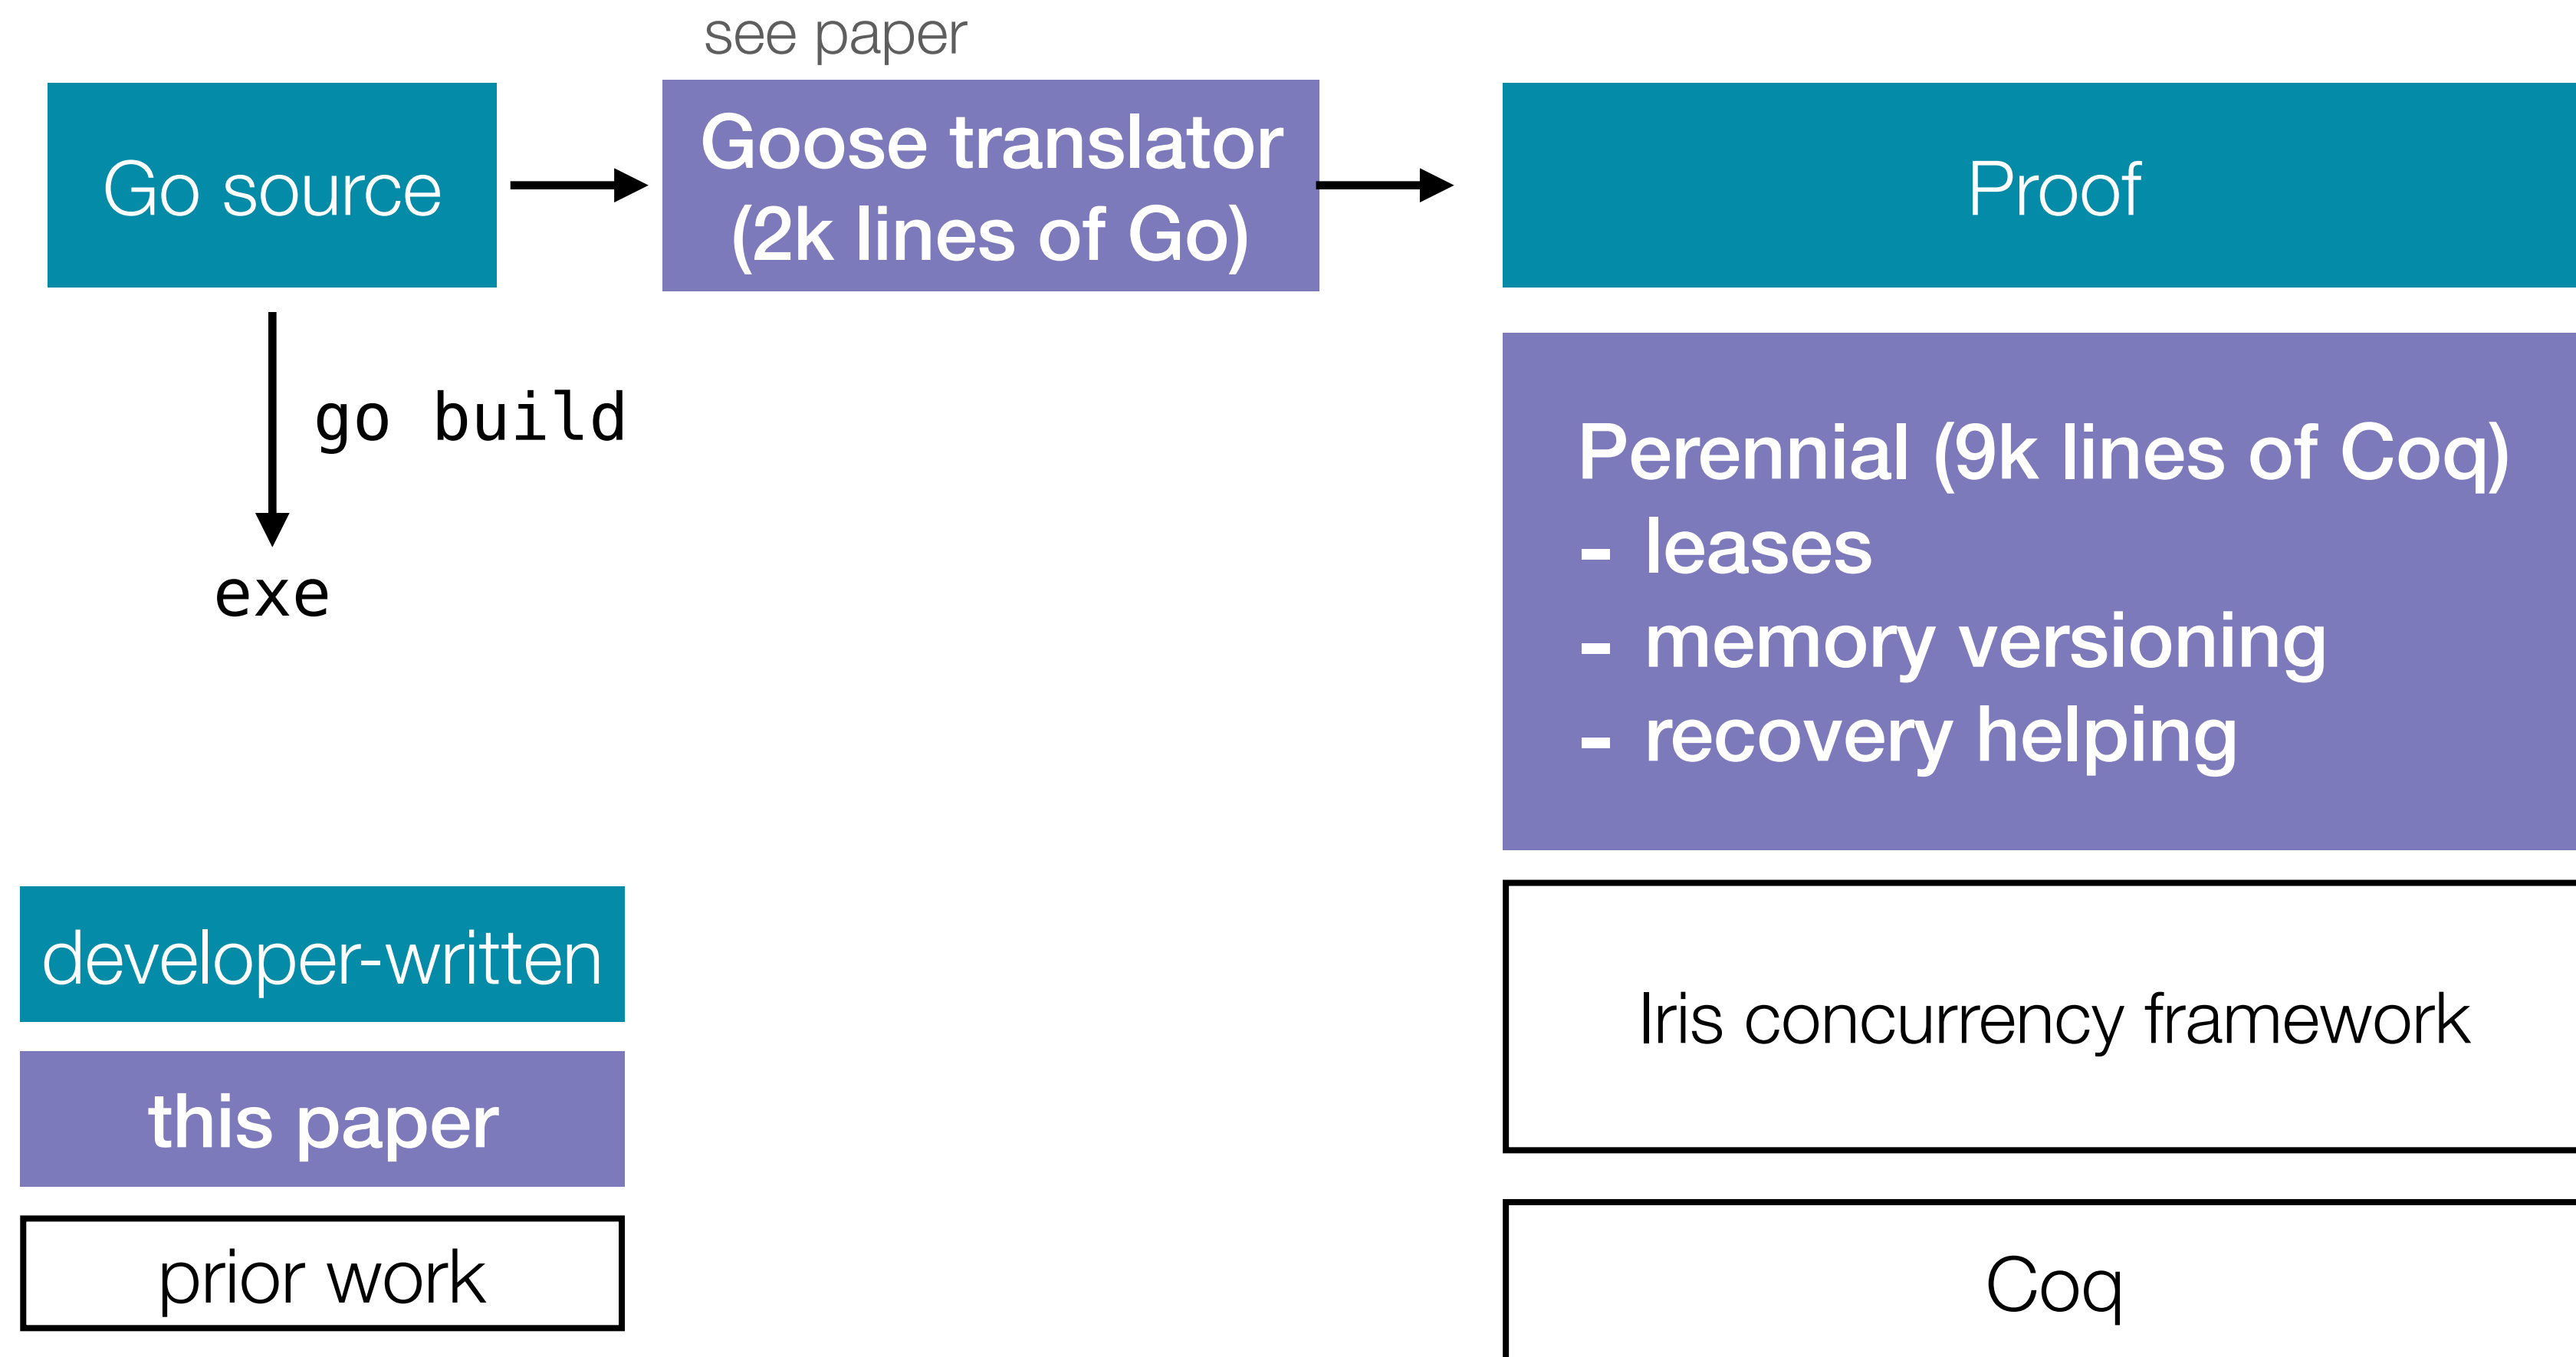 see paper
Go source
Goose translator
(2k lines of Go)
Proof
go build
exe
Perennial (9k lines of Coq)
- leases
- memory versioning
- recovery helping
developer-written
this paper
prior work
Iris concurrency framework
Coq